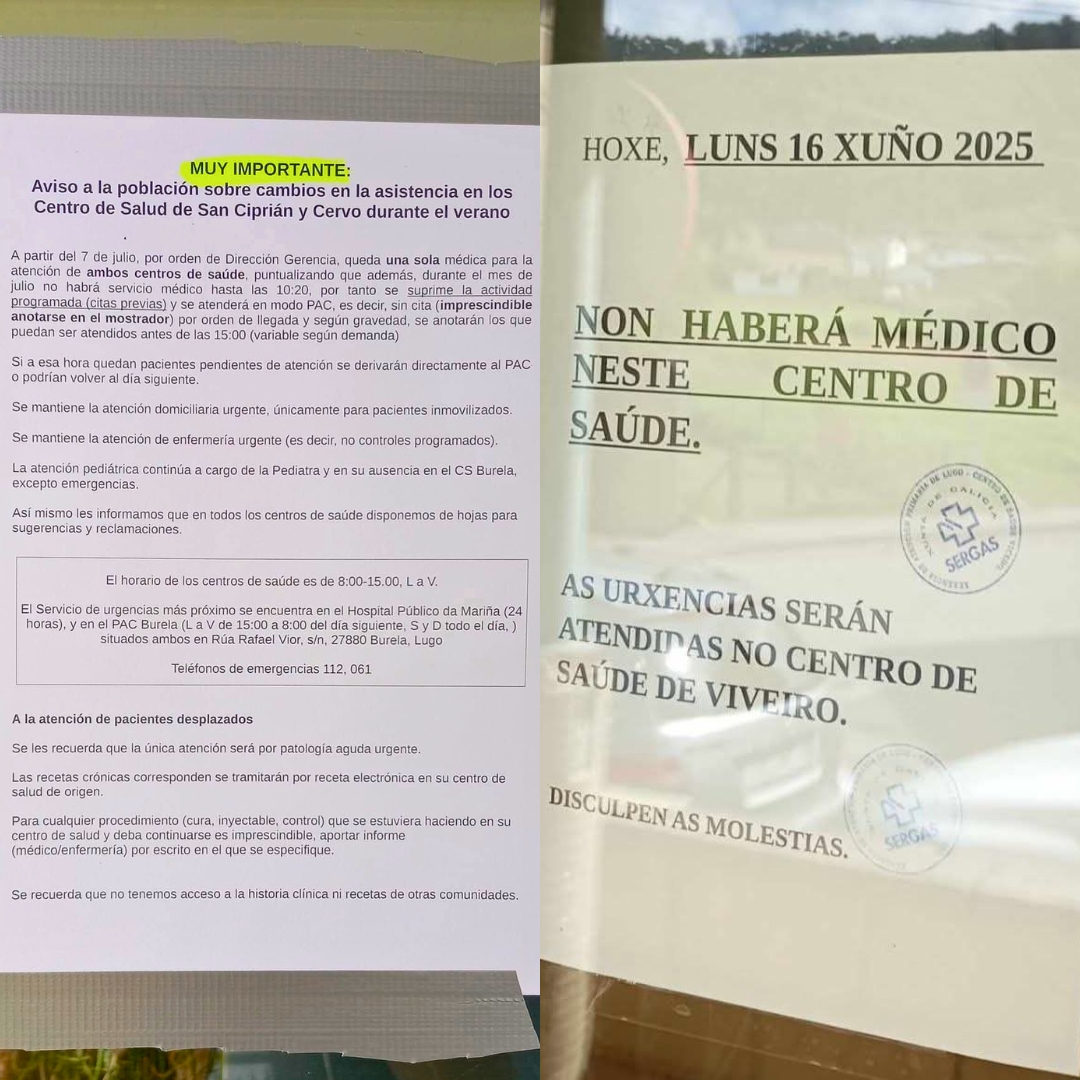 MUY IMPORTANTE:
Aviso a la población sobre cambios en la asistencia en los
Centro de Salud de San Ciprián y Cervo durante el verano
A partir del 7 de julio, por orden de Dirección Gerencia, queda una sola médica para la
atención de ambos centros de saúde, puntualizando que además, durante el mes de
julio no habrá servicio médico hasta las 10:20, por tanto se suprime la actividad
programada (citas previas) y se atenderá en modo PAC, es decir, sin cita (imprescindible
anotarse en el mostrador) por orden de llegada y según gravedad, se anotarán los que
puedan ser atendidos antes de las 15:00 (variable según demanda)
Si a esa hora quedan pacientes pendientes de atención se derivarán directamente al PAC
o podrían volver al día siguiente.
Se mantiene la atención domiciliaria urgente, únicamente para pacientes inmovilizados.
Se mantiene la atención de enfermería urgente (es decir, no controles programados).
La atención pediátrica continúa a cargo de la Pediatra y en su ausencia en el CS Burela,
excepto emergencias.
Así mismo les informamos que en todos los centros de salud disponemos de hojas para
sugerencias y reclamaciones.
El horario de los centros de salud es de 8:00-15.00, L a V.
El Servicio de urgencias más próximo se encuentra en el Hospital Público da Mariña (24
horas), y en el PAC Burela (L a V de 15:00 a 8:00 del día siguiente, S y D todo el día, )
situados ambos en Rúa Rafael Vior, s/n, 27880 Burela, Lugo
Teléfonos de emergencias 112, 061
A la atención de pacientes desplazados
Se les recuerda que la única atención será por patología aguda urgente.
Las recetas crónicas corresponden se tramitarán por receta electrónica en su centro de
salud de origen.
Para cualquier procedimiento (cura, inyectable, control) que se estuviera haciendo en su
centro de salud y deba continuarse es imprescindible, aportar informe
(médico/enfermería) por escrito en el que se especifique.
Se recuerda que no tenemos acceso a la historia clínica ni recetas de otras comunidades.
HOXE, LUNS 16 XUÑO 2025
NON HABERÁ MÉDICO
NESTE CENTRO DE
SAÚDE.
XUNTA DE GALICIA
SERGAS
AS URXENCIAS SERÁN
ATENDIDAS NO CENTRO DE
SAÚDE DE VIVEIRO.
DISCULPEN AS MOLESTIAS.
SERGAS